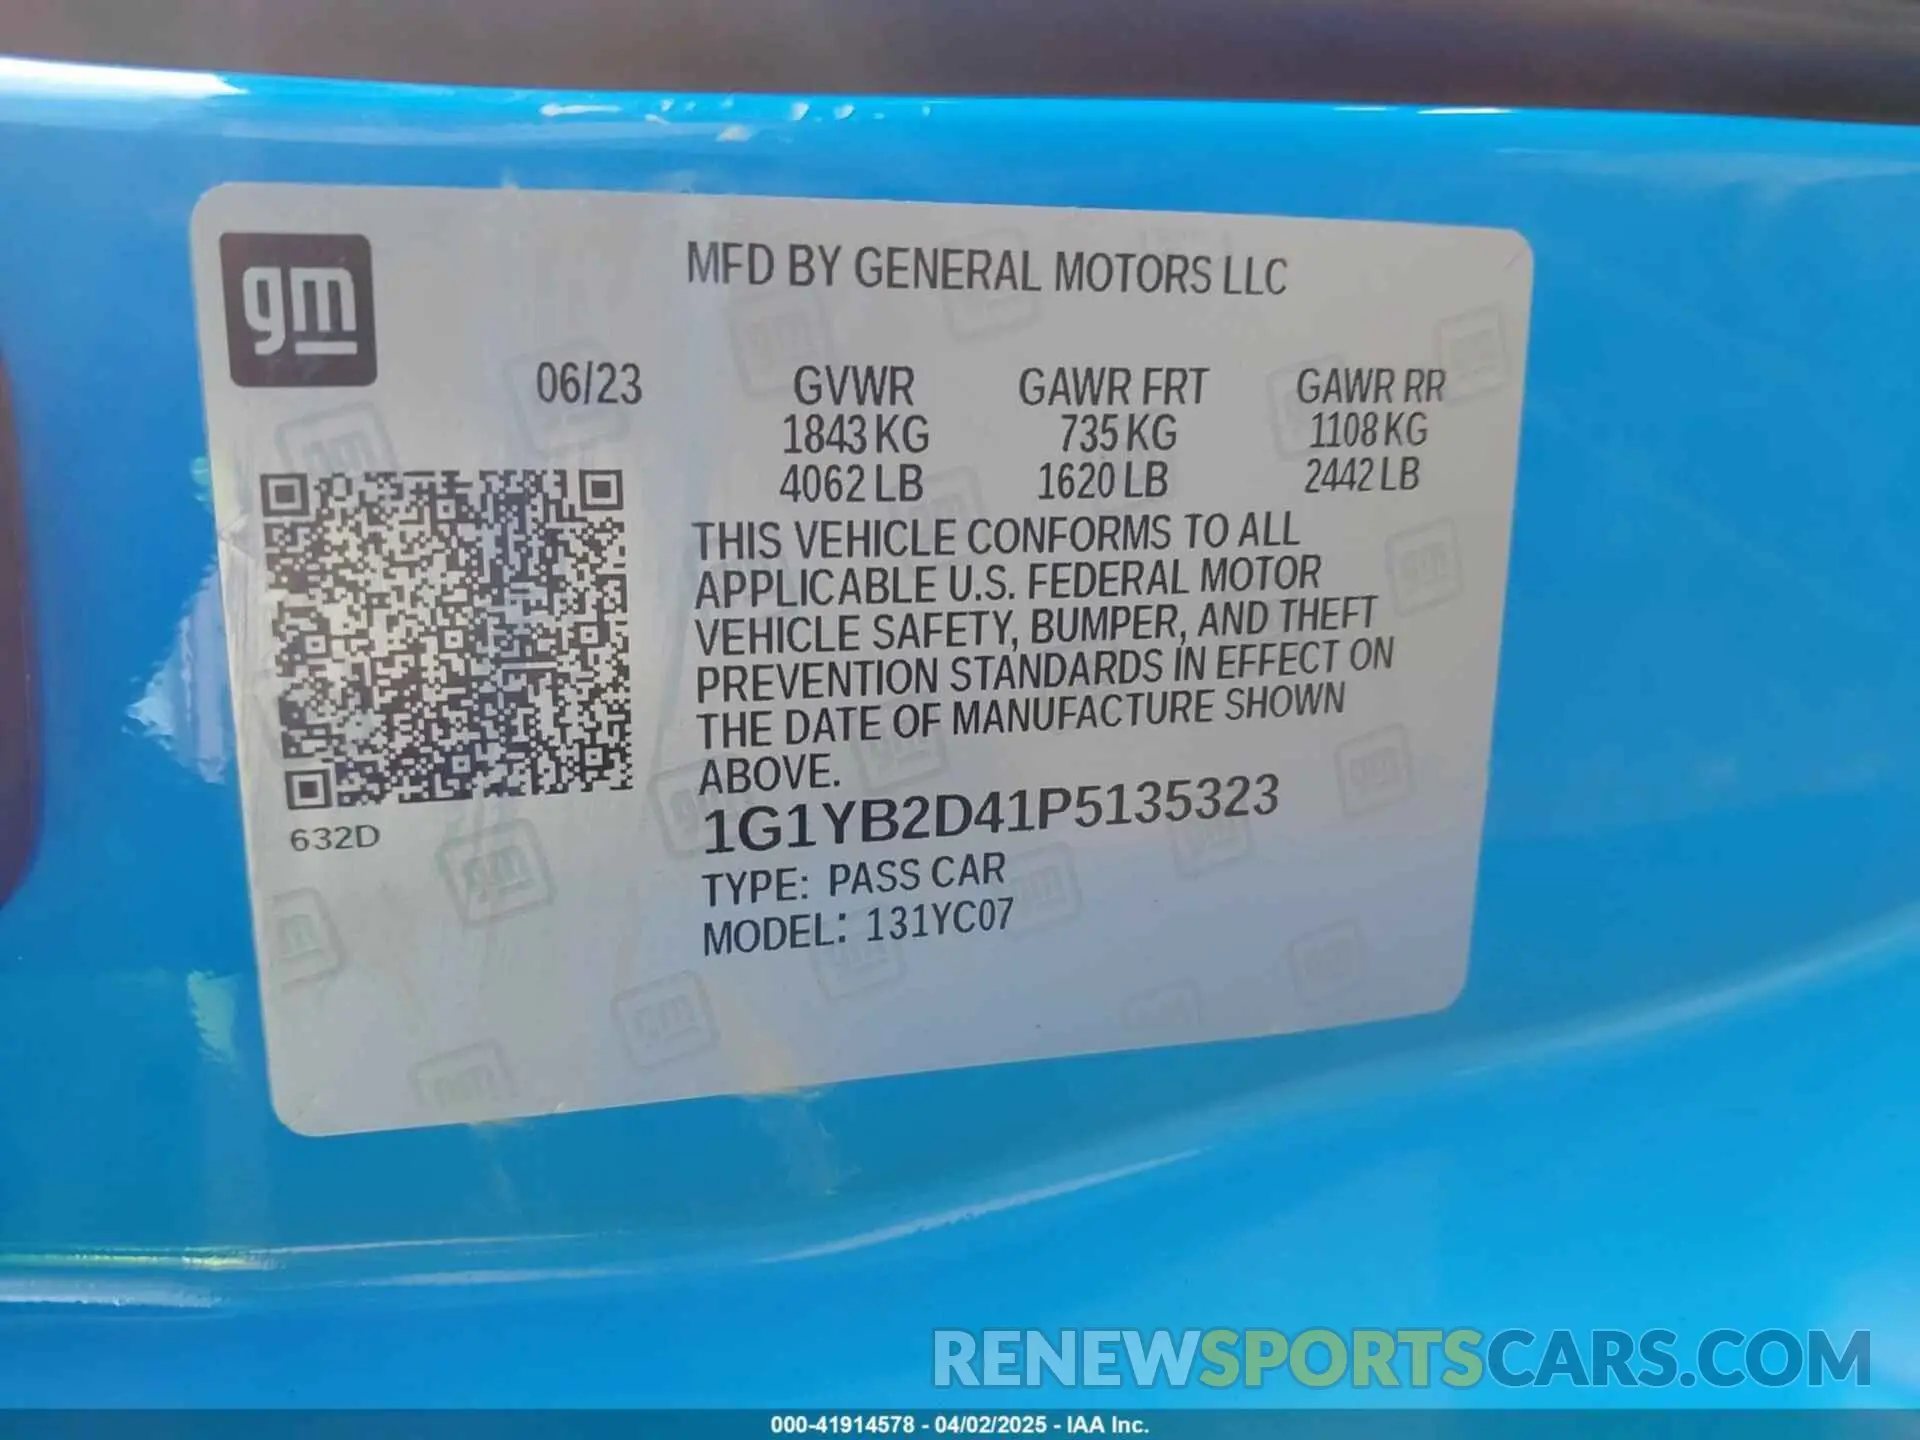 gm
MFD BY GENERAL MOTORS LLC
06/23 GVWR GAWR FRT GAWR RR
1843 KG 735 KG 1108 KG
4062 LB 1620 LB 2442 LB
THIS VEHICLE CONFORMS TO ALL
APPLICABLE U.S. FEDERAL MOTOR
VEHICLE SAFETY, BUMPER, AND THEFT
PREVENTION STANDARDS IN EFFECT ON
THE DATE OF MANUFACTURE SHOWN
ABOVE.
1G1YB2D41P5135323
632D
TYPE: PASS CAR
MODEL: 131YC07
RENEWSPORTSCARS.COM
000-41914578 - 04/02/2025 - IAA Inc.